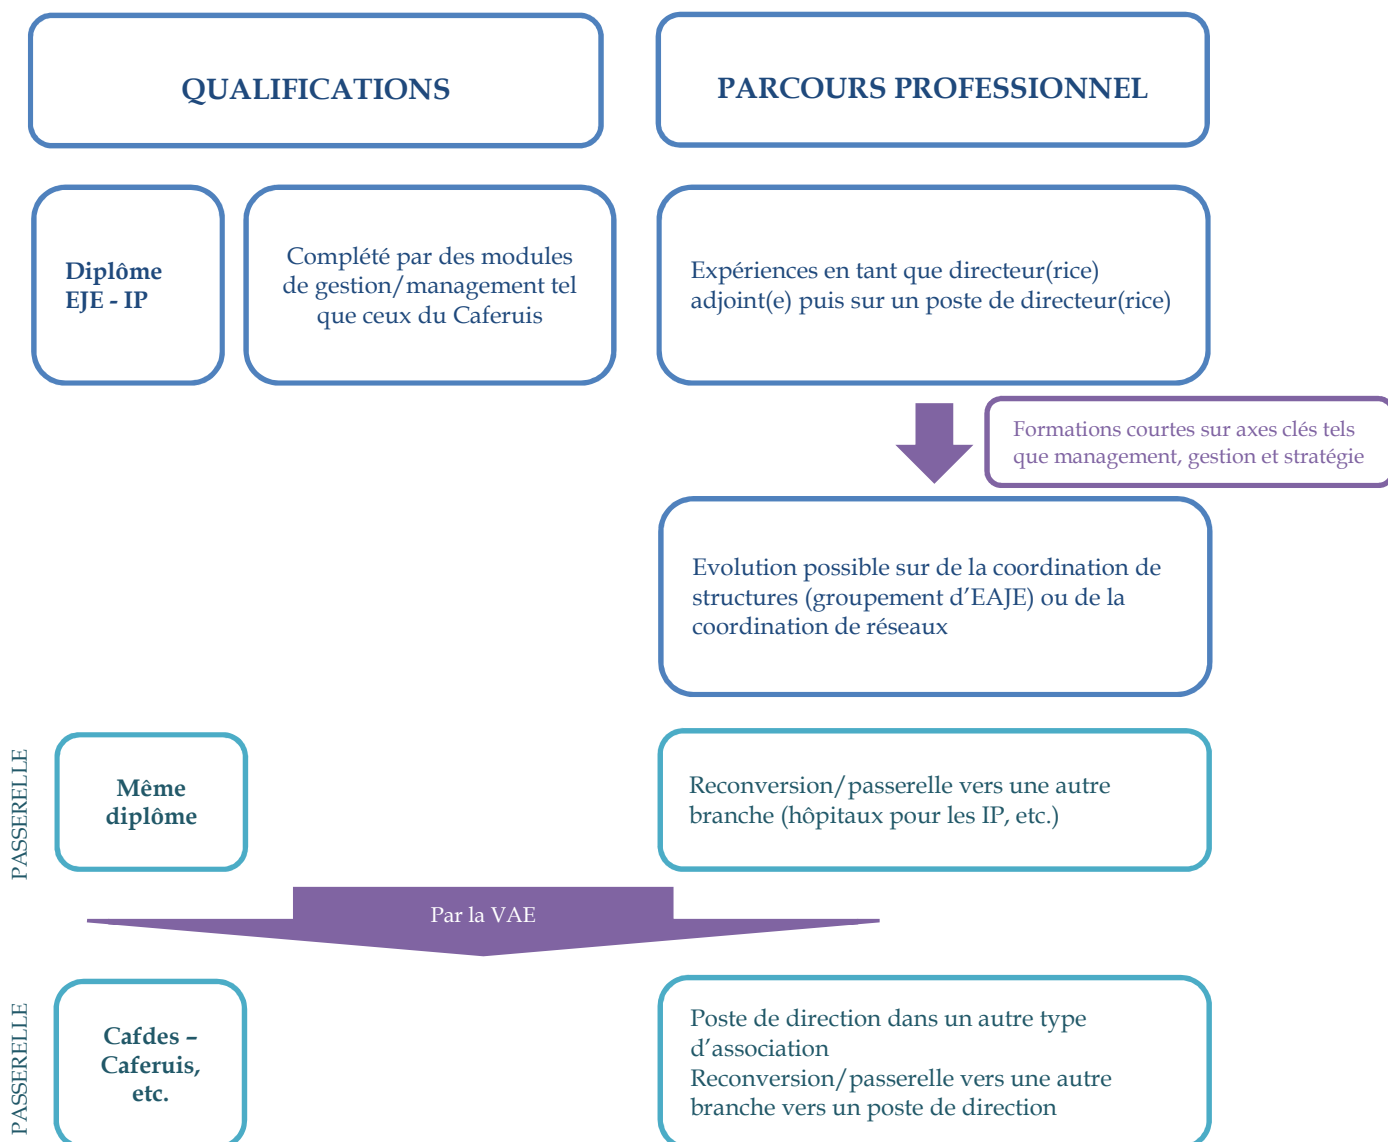 QUALIFICATIONS
PARCOURS PROFESSIONNEL
Diplôme
EJE - IP
Complété par des modules
de gestion/management tel
que ceux du Caferuis
Expériences en tant que directeur(rice)
adjoint(e) puis sur un poste de directeur(rice)
Formations courtes sur axes clés tels
que management, gestion et stratégie
Evolution possible sur de la coordination de
structures (groupement d’EAJE) ou de la
coordination de réseaux
PASSERELLE
Même
diplôme
Reconversion/passerelle vers une autre
branche (hôpitaux pour les IP, etc.)
Par la VAE
PASSERELLE
Cafdes –
Caferuis,
etc.
Poste de direction dans un autre type
d’association
Reconversion/passerelle vers une autre
branche vers un poste de direction